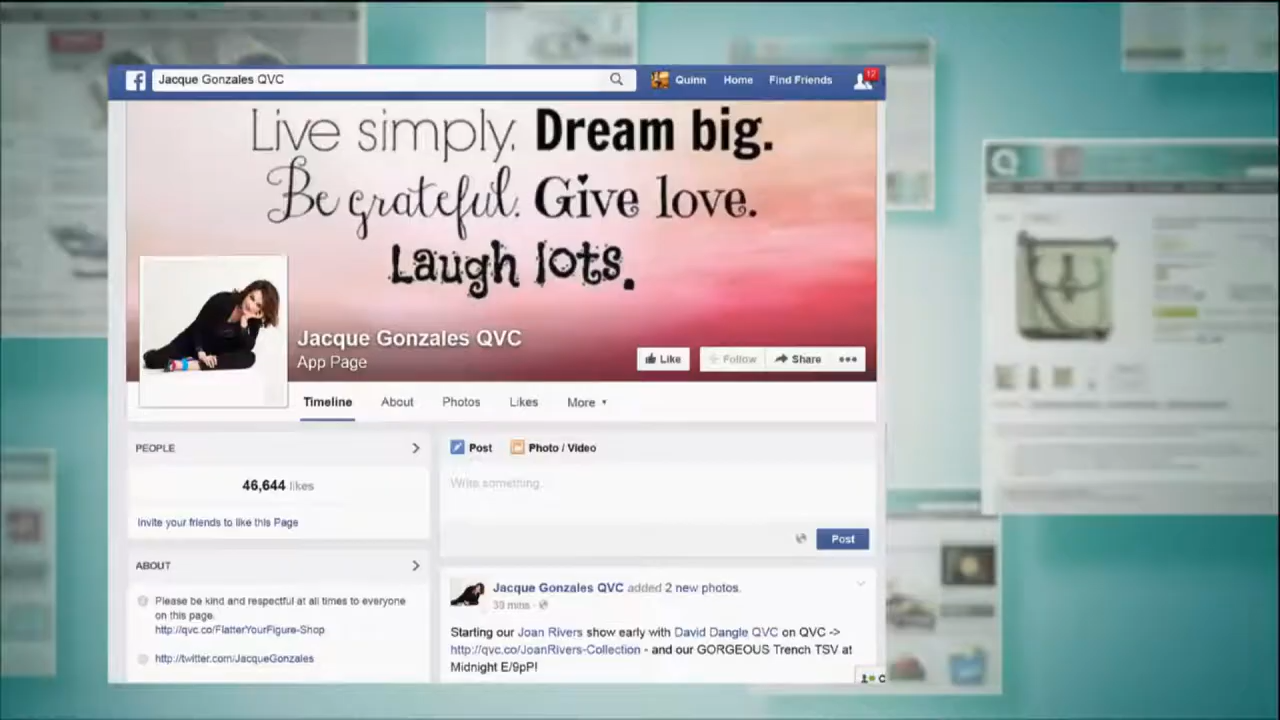 Jacque Gonzales QVC
Quinn Home Find Friends 12
Live simply. Dream big.
Be grateful. Give love.
Laugh lots.
Jacque Gonzales QVC
App Page
Like Follow Share
Timeline About Photos Likes More
PEOPLE
46,644 likes
Invite your friends to like this Page
ABOUT
Please be kind and respectful at all times to everyone
on this page.
http://qvc.co/FlatterYourFigure-Shop
http://twitter.com/JacqueGonzales
Post Photo / Video
Write something.
Post
Jacque Gonzales QVC added 2 new photos.
Starting our Joan Rivers show early with David Dangle QVC on QVC ->
http://qvc.co/JoanRivers-Collection - and our GORGEOUS Trench TSV at
Midnight E/9pP!